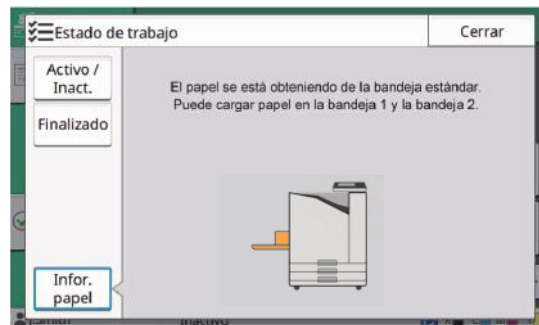 Estado de trabajo
Cerrar
Activo /
Inact.
El papel se está obteniendo de la bandeja estándar.
Puede cargar papel en la bandeja 1 y la bandeja 2.
Finalizado
Infor.
papel